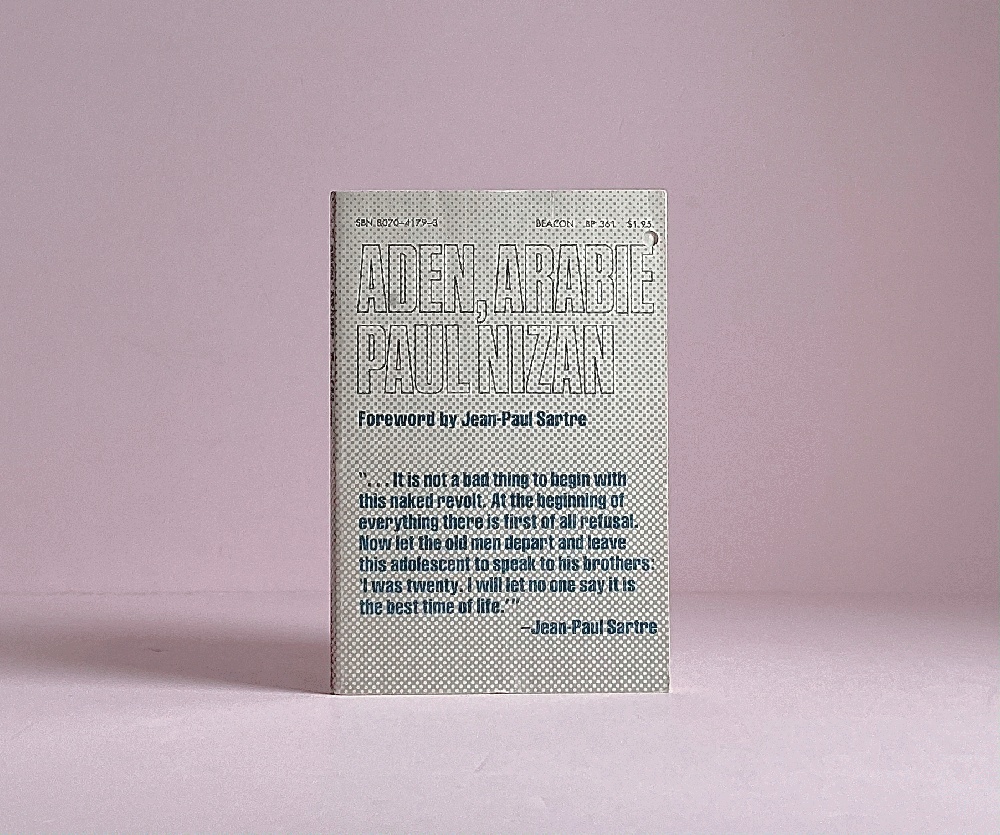 SBN 8070-4179-3 BEACON BP 361 $1.95
ADEN, ARABIE
PAUL NIZAN
Foreword by Jean-Paul Sartre
“. . . It is not a bad thing to begin with
this naked revolt. At the beginning of
everything there is first of all refusal.
Now let the old men depart and leave
this adolescent to speak to his brothers:
‘I was twenty. I will let no one say it is
the best time of life.’”
–Jean-Paul Sartre